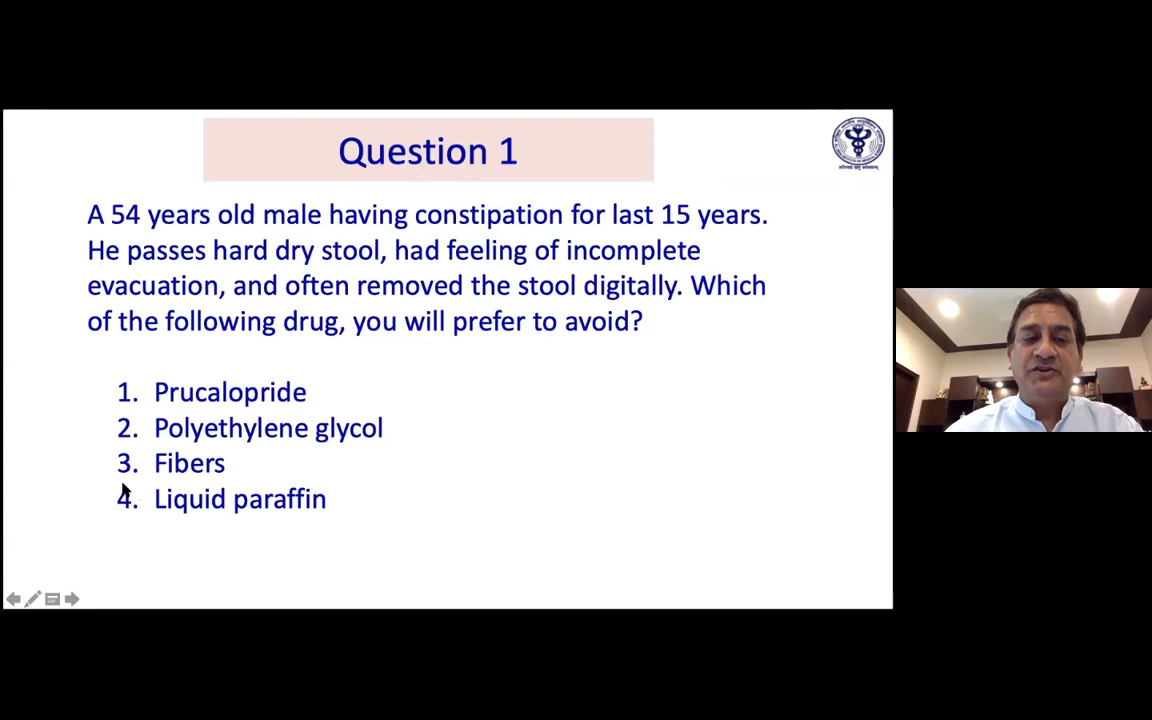 Question 1
A 54 years old male having constipation for last 15 years.
He passes hard dry stool, had feeling of incomplete
evacuation, and often removed the stool digitally. Which
of the following drug, you will prefer to avoid?
1. Prucalopride
2. Polyethylene glycol
3. Fibers
4. Liquid paraffin